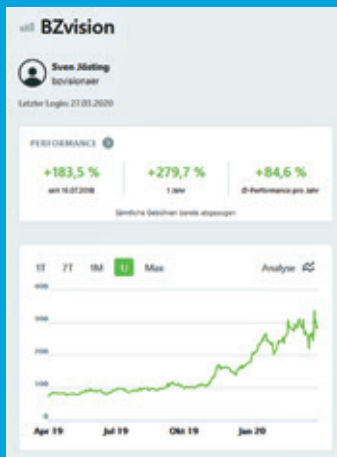 BZvision
Sven Jösting
bzvisionaer
Letzter Login: 27.03.2020
PERFORMANCE
+183,5 % +279,7 % +84,6 %
seit 16.07.2018 1 Jahr Ø-Performance pro Jahr
Sämtliche Gebühren bereits abgezogen
1T 7T 1M 1J Max Analyse
400
300
200
100
0
Apr 19 Jul 19 Okt 19 Jan 20